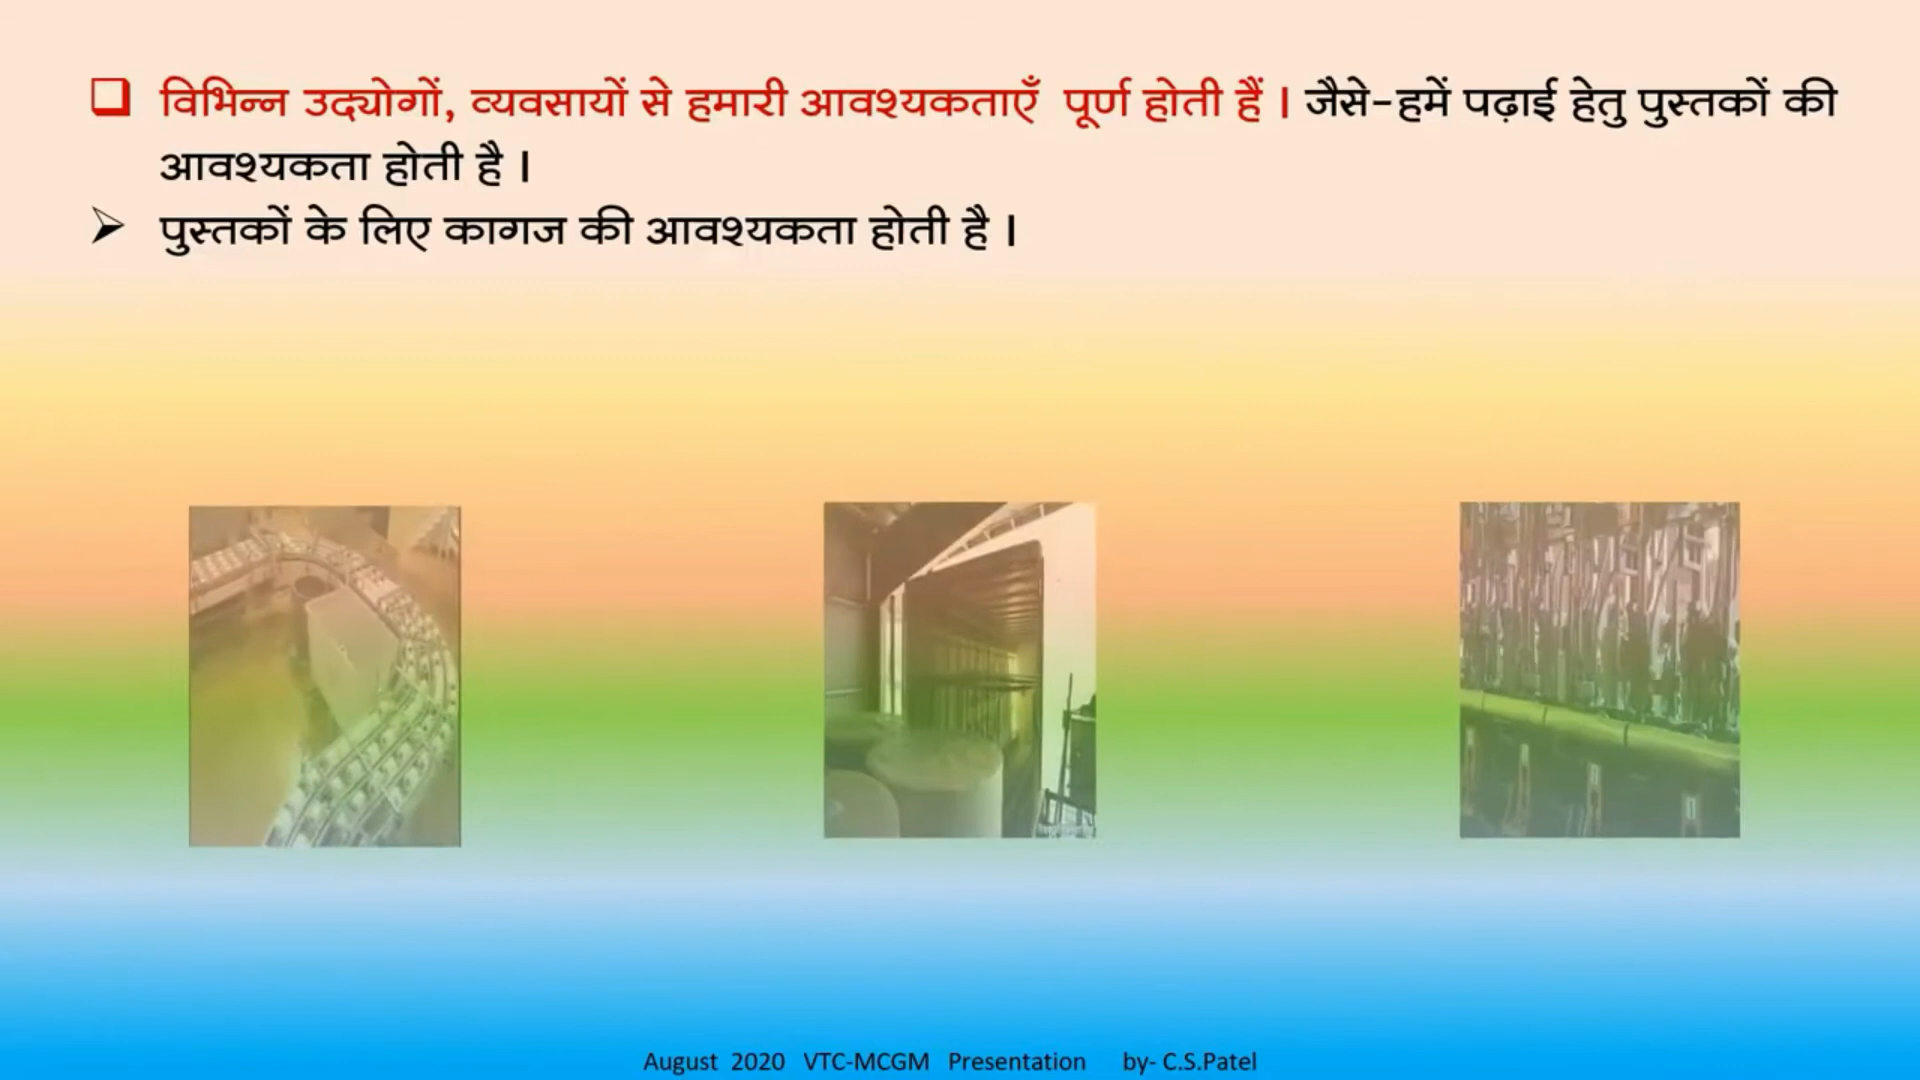 विभिन्न उद्योगों, व्यवसायों से हमारी आवश्यकताएँ पूर्ण होती हैं । जैसे-हमें पढ़ाई हेतु पुस्तकों की
आवश्यकता होती है ।
पुस्तकों के लिए कागज की आवश्यकता होती है ।
August 2020 VTC-MCGM Presentation by- C.S.Patel